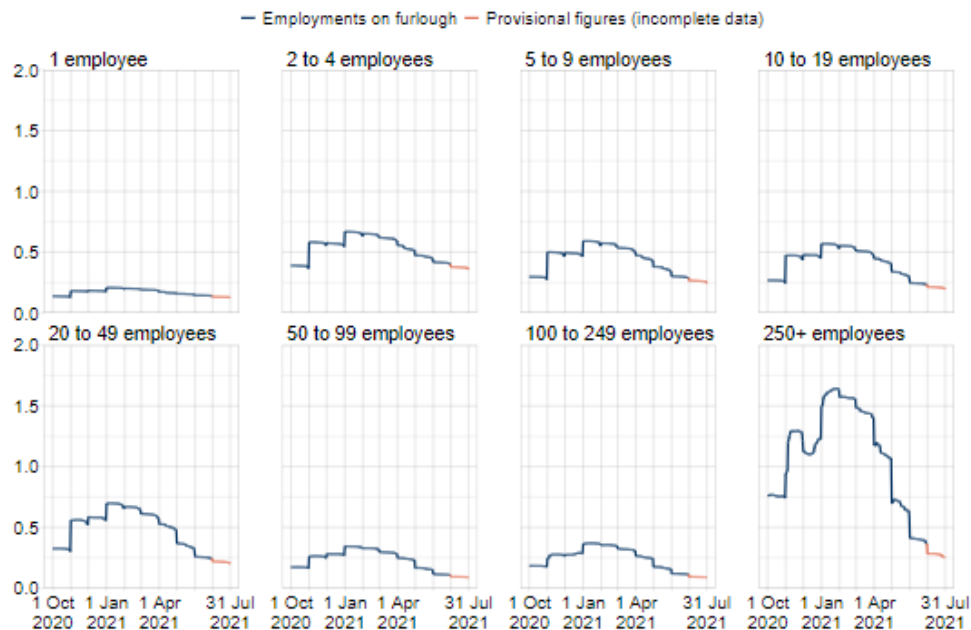 Employments on furlough Provisional figures (incomplete data)
1 employee 2 to 4 employees 5 to 9 employees 10 to 19 employees
2.0
1.5
1.0
0.5
0.0
20 to 49 employees 50 to 99 employees 100 to 249 employees 250+ employees
2.0
1.5
1.0
0.5
0.0
1 Oct 1 Jan 1 Apr 31 Jul 1 Oct 1 Jan 1 Apr 31 Jul 1 Oct 1 Jan 1 Apr 31 Jul 1 Oct 1 Jan 1 Apr 31 Jul
2020 2021 2021 2021 2020 2021 2021 2021 2020 2021 2021 2021 2020 2021 2021 2021